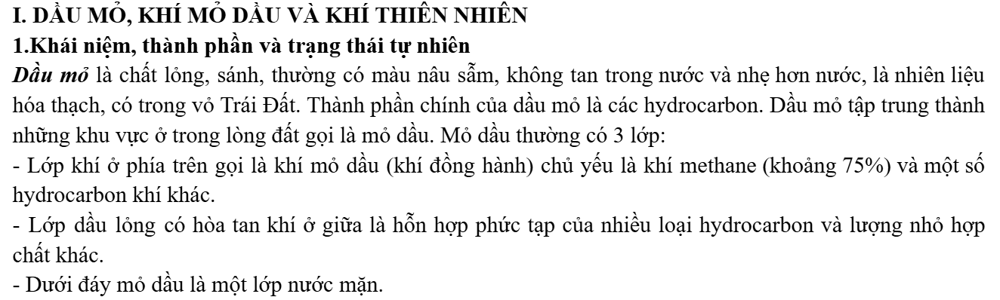 I. DẦU MỎ, KHÍ MỎ DẦU VÀ KHÍ THIÊN NHIÊN
1.Khái niệm, thành phần và trạng thái tự nhiên
Dầu mỏ là chất lỏng, sánh, thường có màu nâu sẫm, không tan trong nước và nhẹ hơn nước, là nhiên liệu
hóa thạch, có trong vỏ Trái Đất. Thành phần chính của dầu mỏ là các hydrocarbon. Dầu mỏ tập trung thành
những khu vực ở trong lòng đất gọi là mỏ dầu. Mỏ dầu thường có 3 lớp:
- Lớp khí ở phía trên gọi là khí mỏ dầu (khí đồng hành) chủ yếu là khí methane (khoảng 75%) và một số
hydrocarbon khí khác.
- Lớp dầu lỏng có hòa tan khí ở giữa là hỗn hợp phức tạp của nhiều loại hydrocarbon và lượng nhỏ hợp
chất khác.
- Dưới đáy mỏ dầu là một lớp nước mặn.